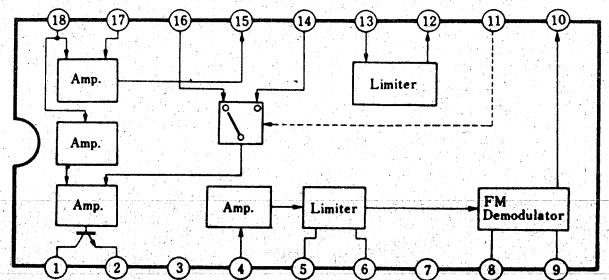 18 17 16 15 14 13 12 11 10
Amp.
Limiter
Amp.
Amp.
Amp.
Limiter
FM
Demodulator
1 2 3 4 5 6 7 8 9